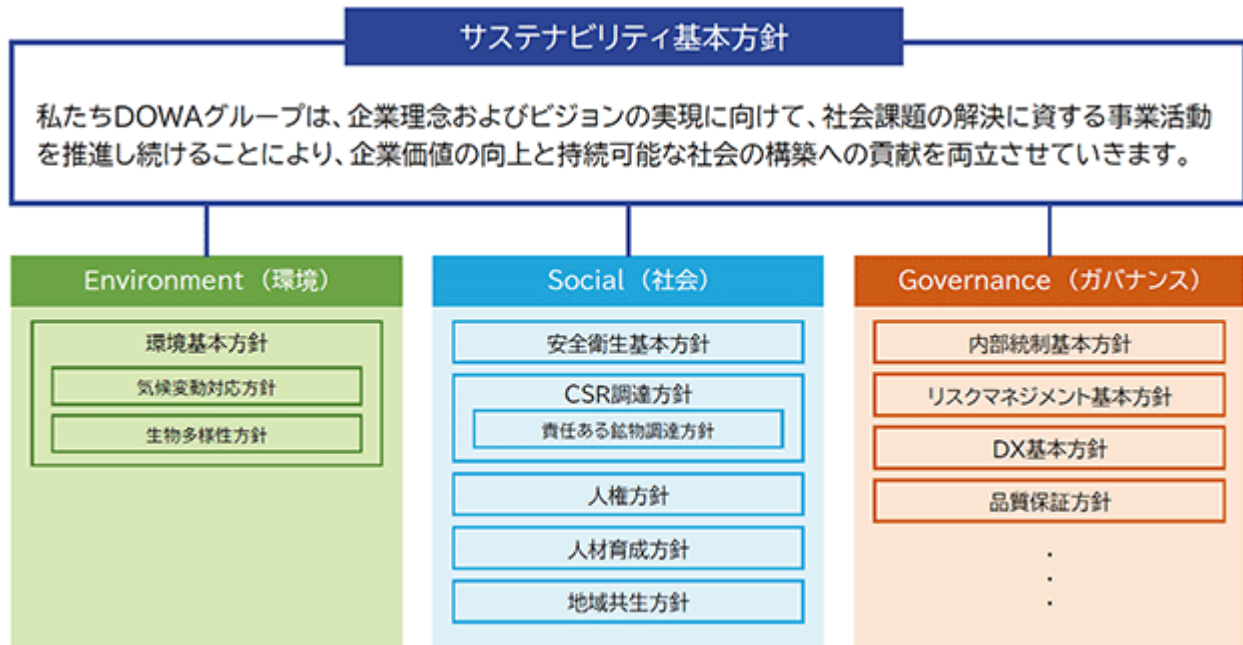 サステナビリティ基本方針
私たちDOWAグループは、企業理念およびビジョンの実現に向けて、社会課題の解決に資する事業活動
を推進し続けることにより、企業価値の向上と持続可能な社会の構築への貢献を両立させていきます。
Environment（環境）
環境基本方針
気候変動対応方針
生物多様性方針
Social（社会）
安全衛生基本方針
CSR調達方針
責任ある鉱物調達方針
人権方針
人材育成方針
地域共生方針
Governance（ガバナンス）
内部統制基本方針
リスクマネジメント基本方針
DX基本方針
品質保証方針
・
・
・